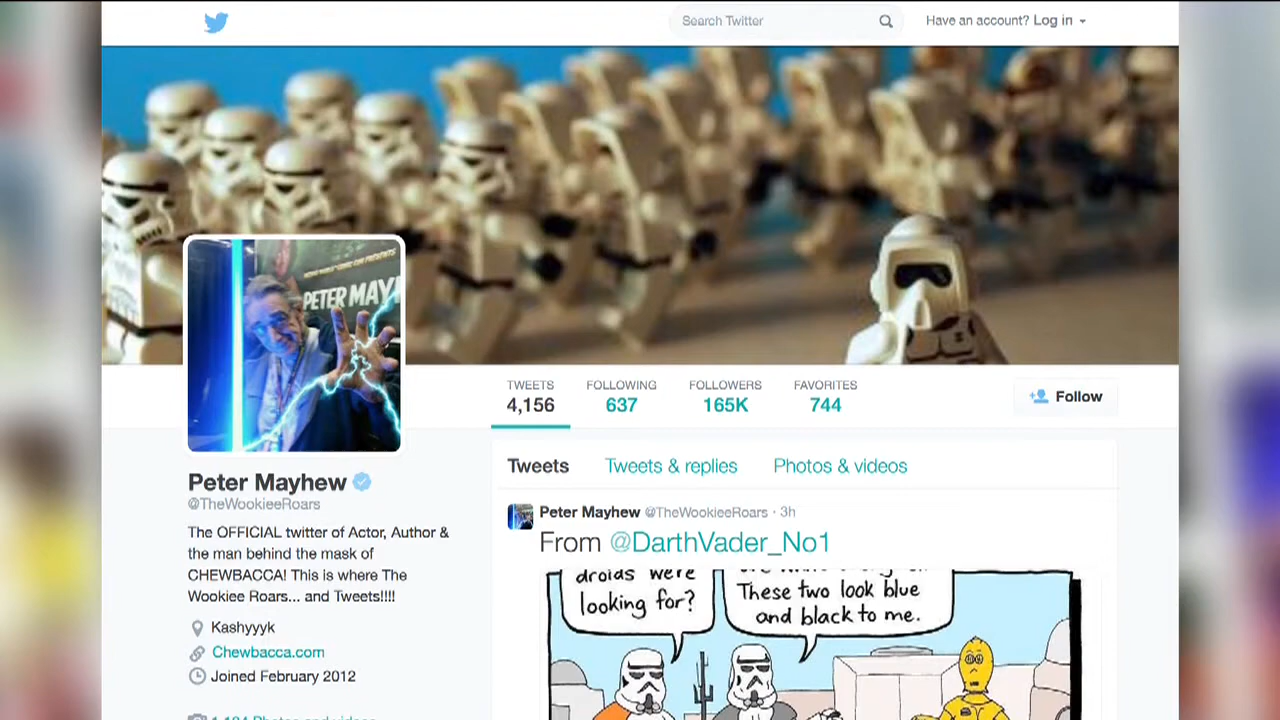 Search Twitter
Have an account? Log in
PETER MAY
TWEETS
FOLLOWING
FOLLOWERS
FAVORITES
4,156
637
165K
744
Follow
Peter Mayhew
@TheWookieeRoars
The OFFICIAL twitter of Actor, Author &
the man behind the mask of
CHEWBACCA! This is where The
Wookiee Roars... and Tweets!!!!
Kashyyyk
Chewbacca.com
Joined February 2012
Photos and videos
Tweets
Tweets & replies
Photos & videos
Peter Mayhew @TheWookieeRoars · 3h
From @DarthVader_No1
droids were
looking for?
These two look blue
and black to me.